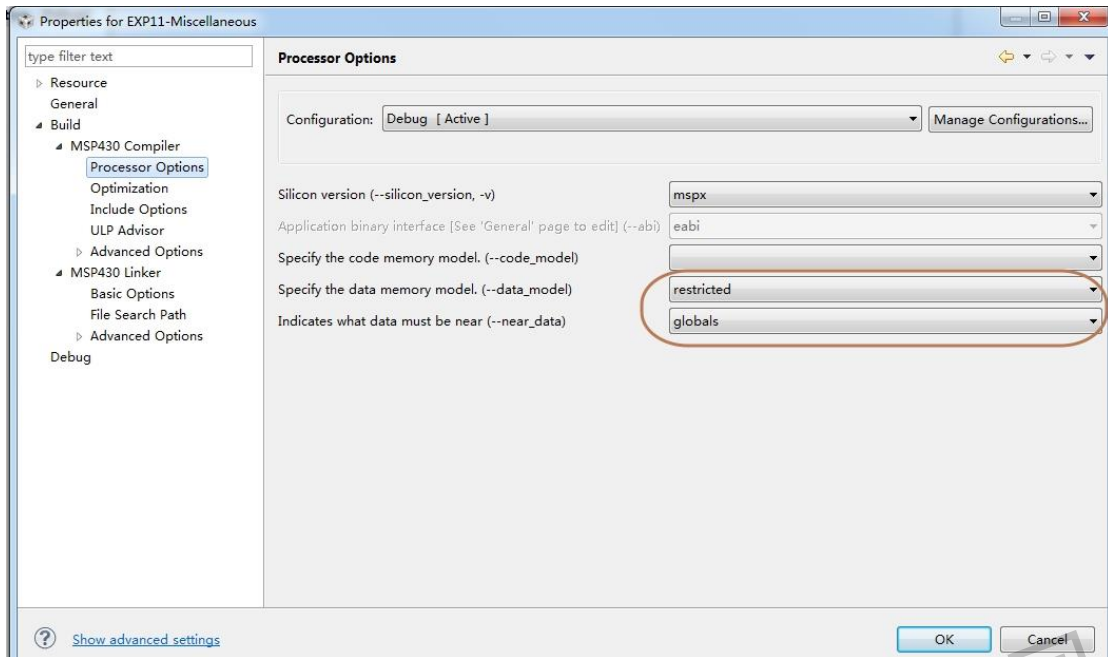 Properties for EXP11-Miscellaneous
type filter text
Resource
General
Build
MSP430 Compiler
Processor Options
Optimization
Include Options
ULP Advisor
Advanced Options
MSP430 Linker
Basic Options
File Search Path
Advanced Options
Debug
Processor Options
Configuration: Debug [ Active ] Manage Configurations...
Silicon version (--silicon_version, -v) mspx
Application binary interface [See 'General' page to edit] (--abi) eabi
Specify the code memory model. (--code_model)
Specify the data memory model. (--data_model) restricted
Indicates what data must be near (--near_data) globals
Show advanced settings OK Cancel